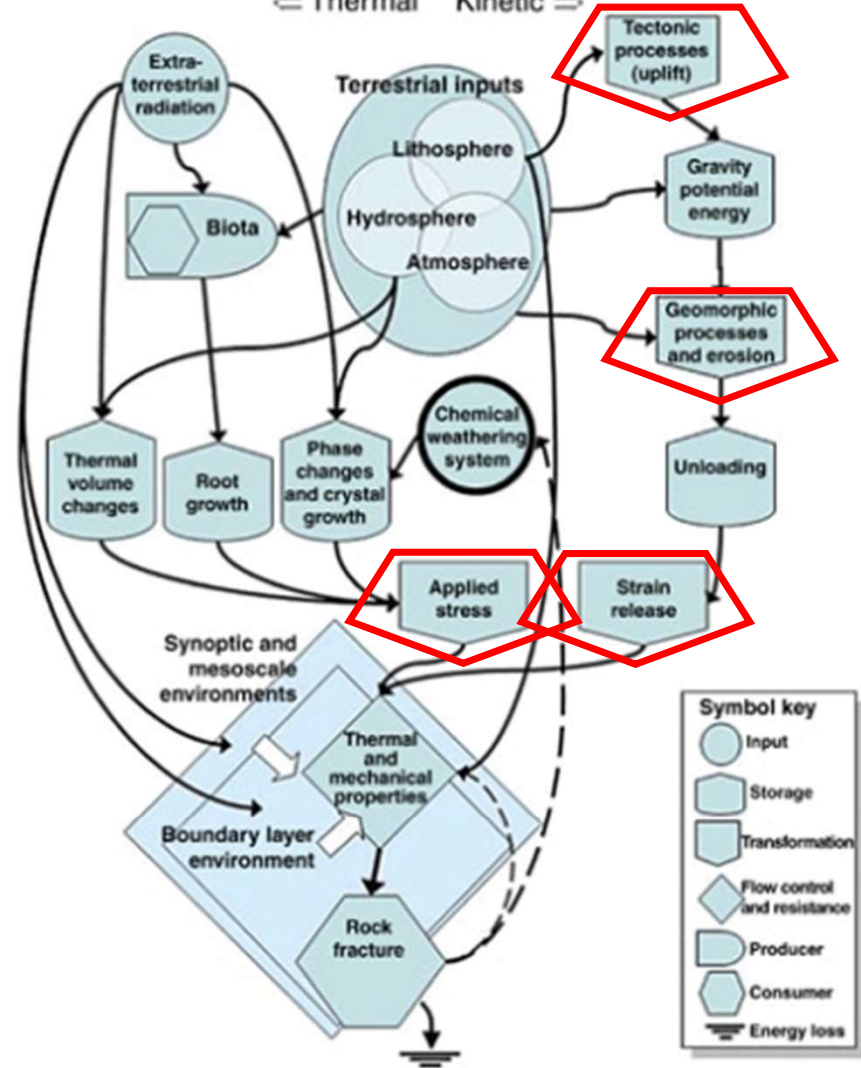 ⇐ Thermal Kinetic ⇒
Tectonic
processes
(uplift)
Extra-
terrestrial
radiation
Terrestrial inputs
Lithosphere
Gravity
potential
energy
Biota
Hydrosphere
Atmosphere
Geomorphic
processes
and erosion
Chemical
weathering
system
Thermal
volume
changes
Root
growth
Phase
changes
and crystal
growth
Unloading
Applied
stress
Strain
release
Synoptic and
mesoscale
environments
Thermal
and
mechanical
properties
Boundary layer
environment
Rock
fracture
Symbol key
Input
Storage
Transformation
Flow control
and resistance
Producer
Consumer
Energy loss